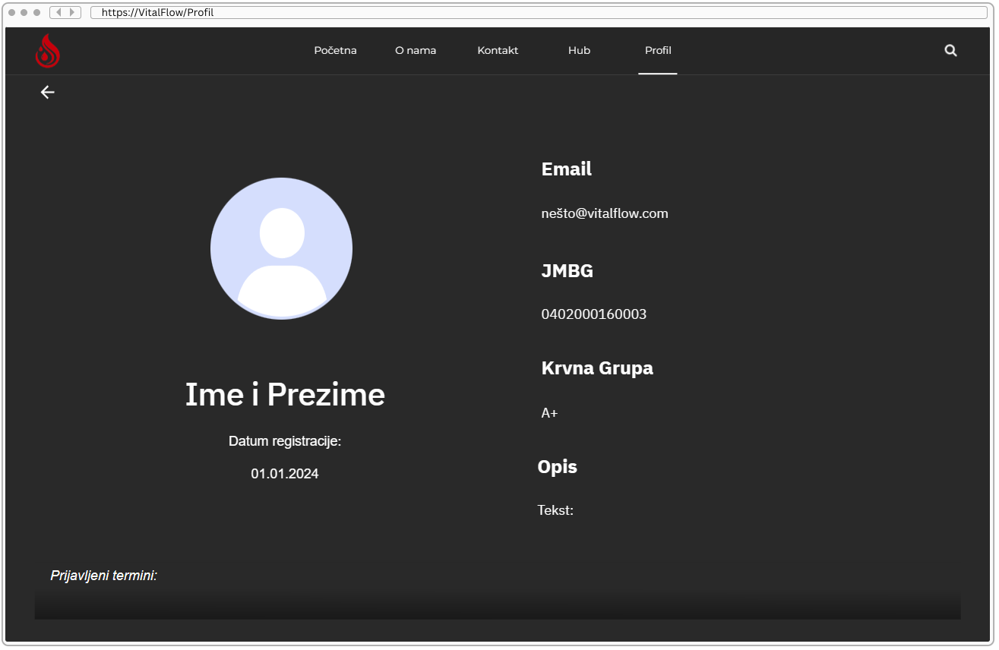 https://VitalFlow/Profil
Početna
O nama
Kontakt
Hub
Profil
Ime i Prezime
Datum registracije:
01.01.2024
Email
nešto@vitalflow.com
JMBG
0402000160003
Krvna Grupa
A+
Opis
Tekst:
Prijavljeni termini: